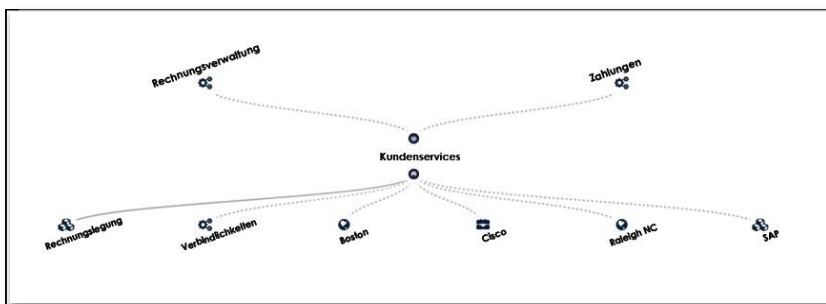 Rechnungsverwaltung
Zahlungen
Kundenservices
Rechnungslegung
Verbindlichkeiten
Boston
Cisco
Raleigh NC
SAP